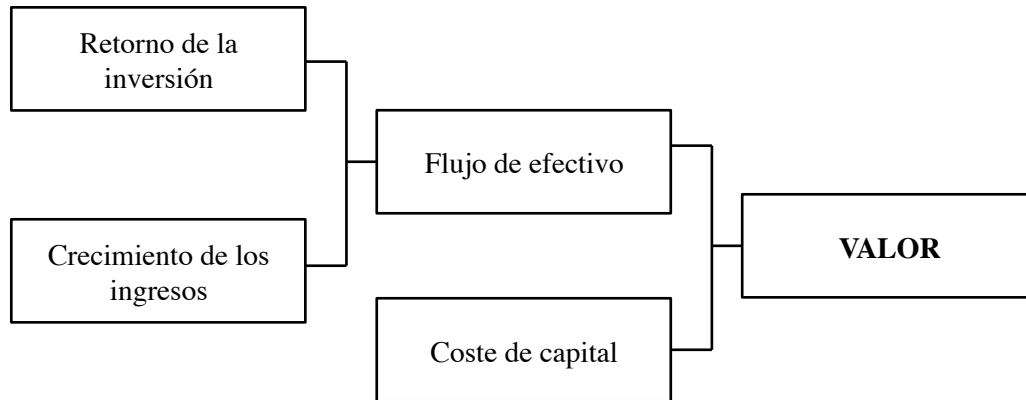 Retorno de la
inversión
Flujo de efectivo
Crecimiento de los
ingresos
VALOR
Coste de capital